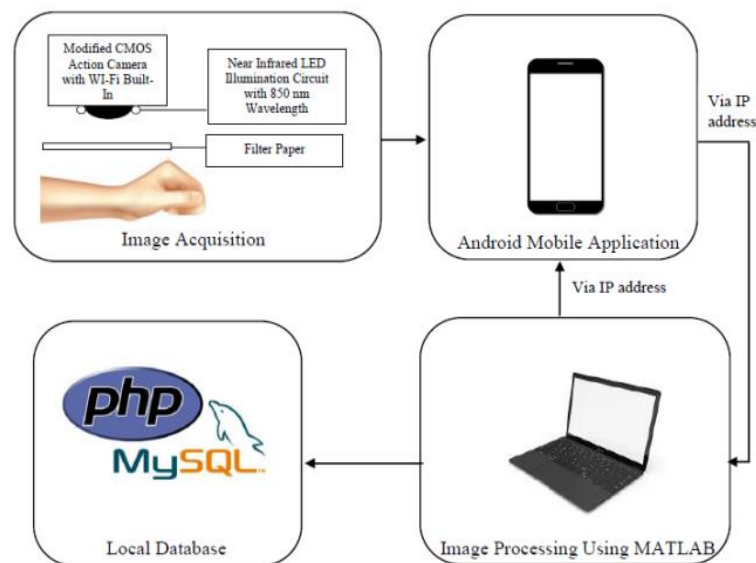 Modified CMOS
Action Camera
with WI-Fi Built-
In
Near Infrared LED
Illumination Circuit
with 850 nm
Wavelength
Filter Paper
Image Acquisition
Via IP
address
Android Mobile Application
Via IP address
php
MySQL
Local Database
Image Processing Using MATLAB